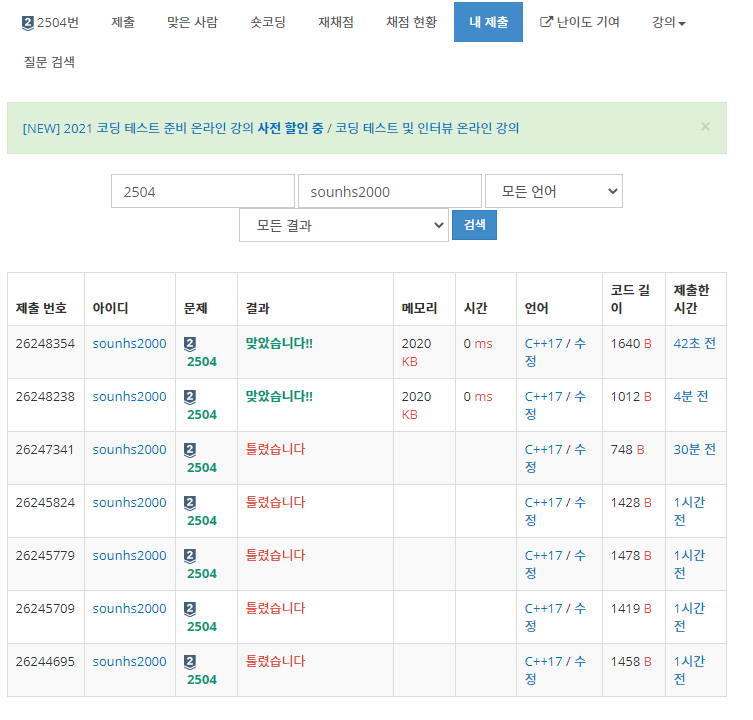 2 2504번 제출 맞은 사람 숏코딩 재채점 채점 현황 내 제출 난이도 기여 강의
질문 검색
[NEW] 2021 코딩 테스트 준비 온라인 강의 사전 할인 중 / 코딩 테스트 및 인터뷰 온라인 강의 ×
2504 sounhs2000 모든 언어
모든 결과 검색
제출 번호 아이디 문제 결과 메모리 시간 언어 코드 길이 제출한 시간
26248354 sounhs2000 2 2504 맞았습니다!! 2020 KB 0 ms C++17 / 수정 1640 B 42초 전
26248238 sounhs2000 2 2504 맞았습니다!! 2020 KB 0 ms C++17 / 수정 1012 B 4분 전
26247341 sounhs2000 2 2504 틀렸습니다 C++17 / 수정 748 B 30분 전
26245824 sounhs2000 2 2504 틀렸습니다 C++17 / 수정 1428 B 1시간 전
26245779 sounhs2000 2 2504 틀렸습니다 C++17 / 수정 1478 B 1시간 전
26245709 sounhs2000 2 2504 틀렸습니다 C++17 / 수정 1419 B 1시간 전
26244695 sounhs2000 2 2504 틀렸습니다 C++17 / 수정 1458 B 1시간 전